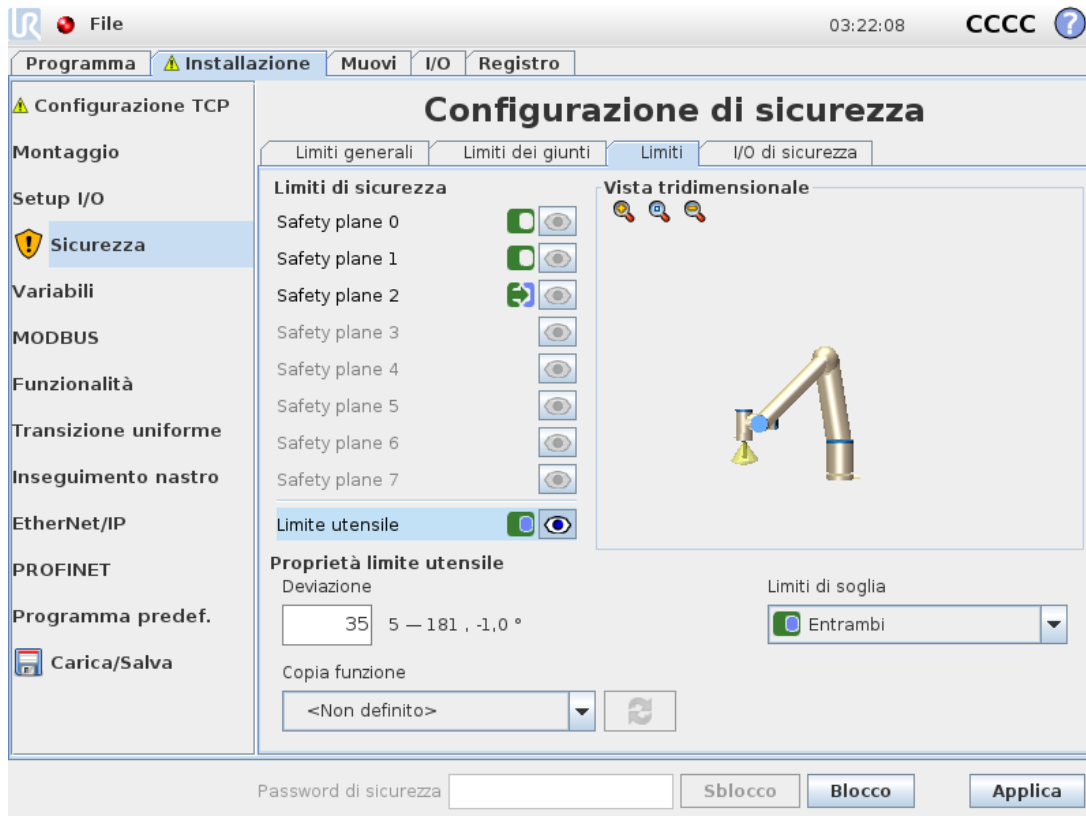 UR File 03:22:08 CCCC ?
Programma Installazione Muovi I/O Registro
Configurazione TCP
Montaggio
Setup I/O
Sicurezza
Variabili
MODBUS
Funzionalità
Transizione uniforme
Inseguimento nastro
EtherNet/IP
PROFINET
Programma predef.
Carica/Salva
Configurazione di sicurezza
Limiti generali Limiti dei giunti Limiti I/O di sicurezza
Limiti di sicurezza
Safety plane 0
Safety plane 1
Safety plane 2
Safety plane 3
Safety plane 4
Safety plane 5
Safety plane 6
Safety plane 7
Limite utensile
Vista tridimensionale
Proprietà limite utensile
Deviazione
35 5 — 181 , -1,0 °
Limiti di soglia
Entrambi
Copia funzione
<Non definito>
Password di sicurezza Sblocco Blocco Applica